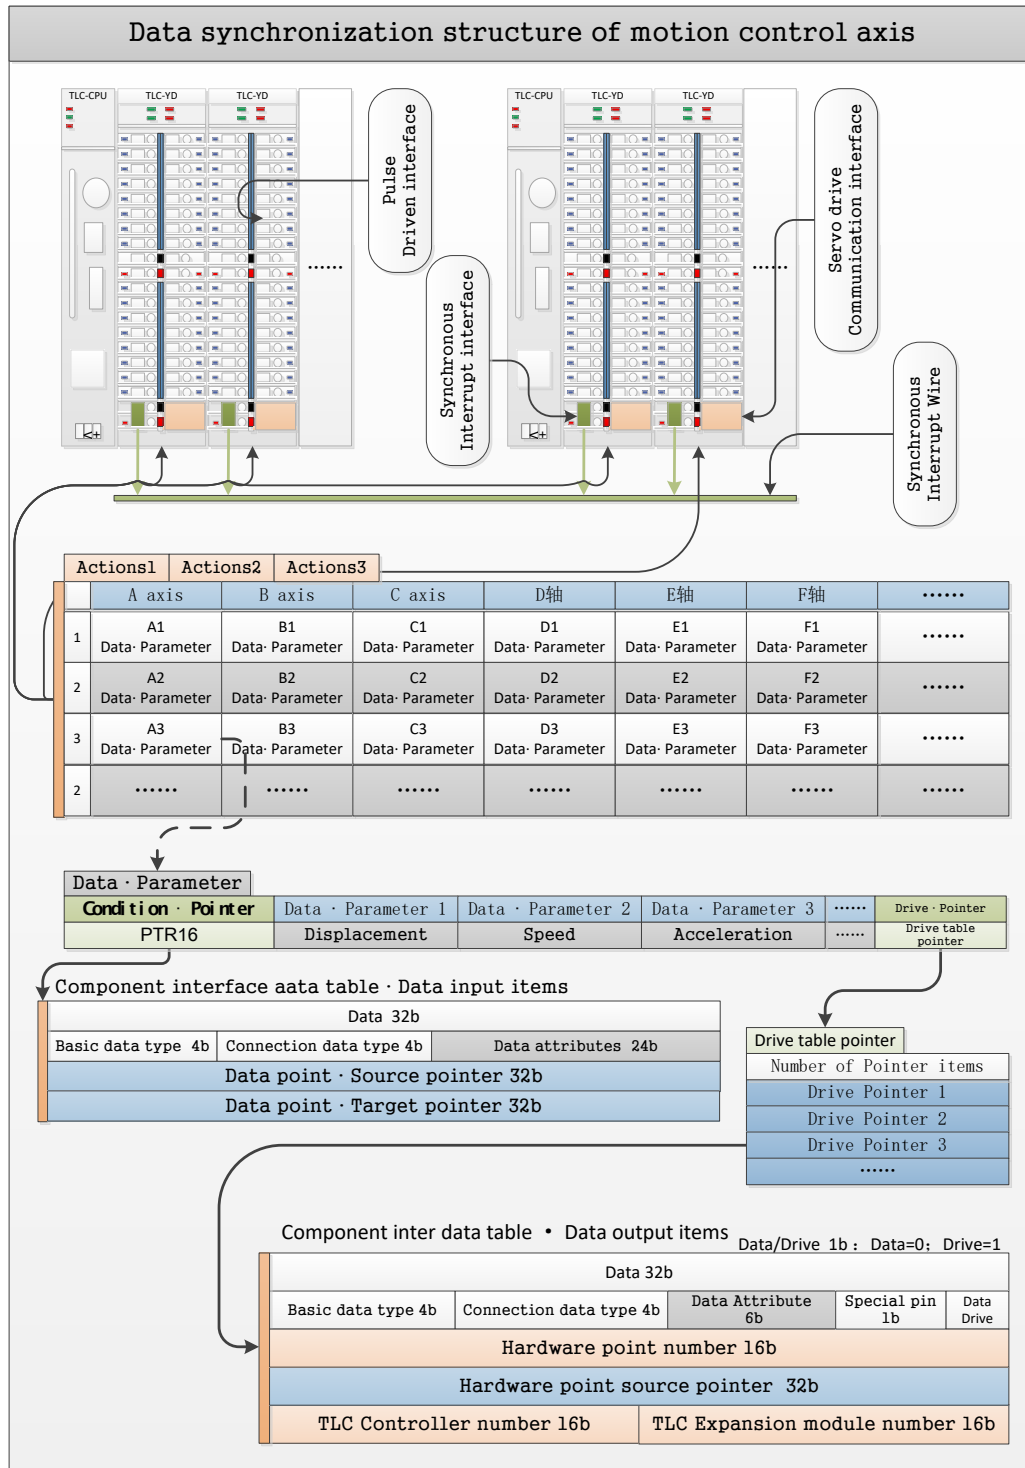 Data synchronization structure of motion control axis
TLC-CPU
TLC-YD
TLC-YD
TLC-CPU
TLC-YD
TLC-YD
Pulse
Driven interface
Servo drive
Communication interface
Synchronous
Interrupt interface
Synchronous
Interrupt Wire
......
......
Actions1 Actions2 Actions3
A axis B axis C axis D轴 E轴 F轴 ......
1
A1 B1 C1 D1 E1 F1
Data· Parameter Data· Parameter Data· Parameter Data· Parameter Data· Parameter Data· Parameter ......
2
A2 B2 C2 D2 E2 F2
Data· Parameter Data· Parameter Data· Parameter Data· Parameter Data· Parameter Data· Parameter ......
3
A3 B3 C3 D3 E3 F3
Data· Parameter Data· Parameter Data· Parameter Data· Parameter Data· Parameter Data· Parameter ......
2 ...... ...... ...... ...... ...... ...... ......
Data · Parameter
Condition · Pointer Data · Parameter 1 Data · Parameter 2 Data · Parameter 3 ...... Drive · Pointer
PTR16 Displacement Speed Acceleration ...... Drive table
pointer
Component interface aata table · Data input items
Data 32b
Basic data type 4b Connection data type 4b Data attributes 24b
Data point · Source pointer 32b
Data point · Target pointer 32b
Drive table pointer
Number of Pointer items
Drive Pointer 1
Drive Pointer 2
Drive Pointer 3
......
Component inter data table • Data output items
Data/Drive 1b： Data=0； Drive=1
Data 32b
Basic data type 4b Connection data type 4b Data Attribute
6b
Special pin
1b
Data
Drive
Hardware point number 16b
Hardware point source pointer 32b
TLC Controller number 16b TLC Expansion module number 16b